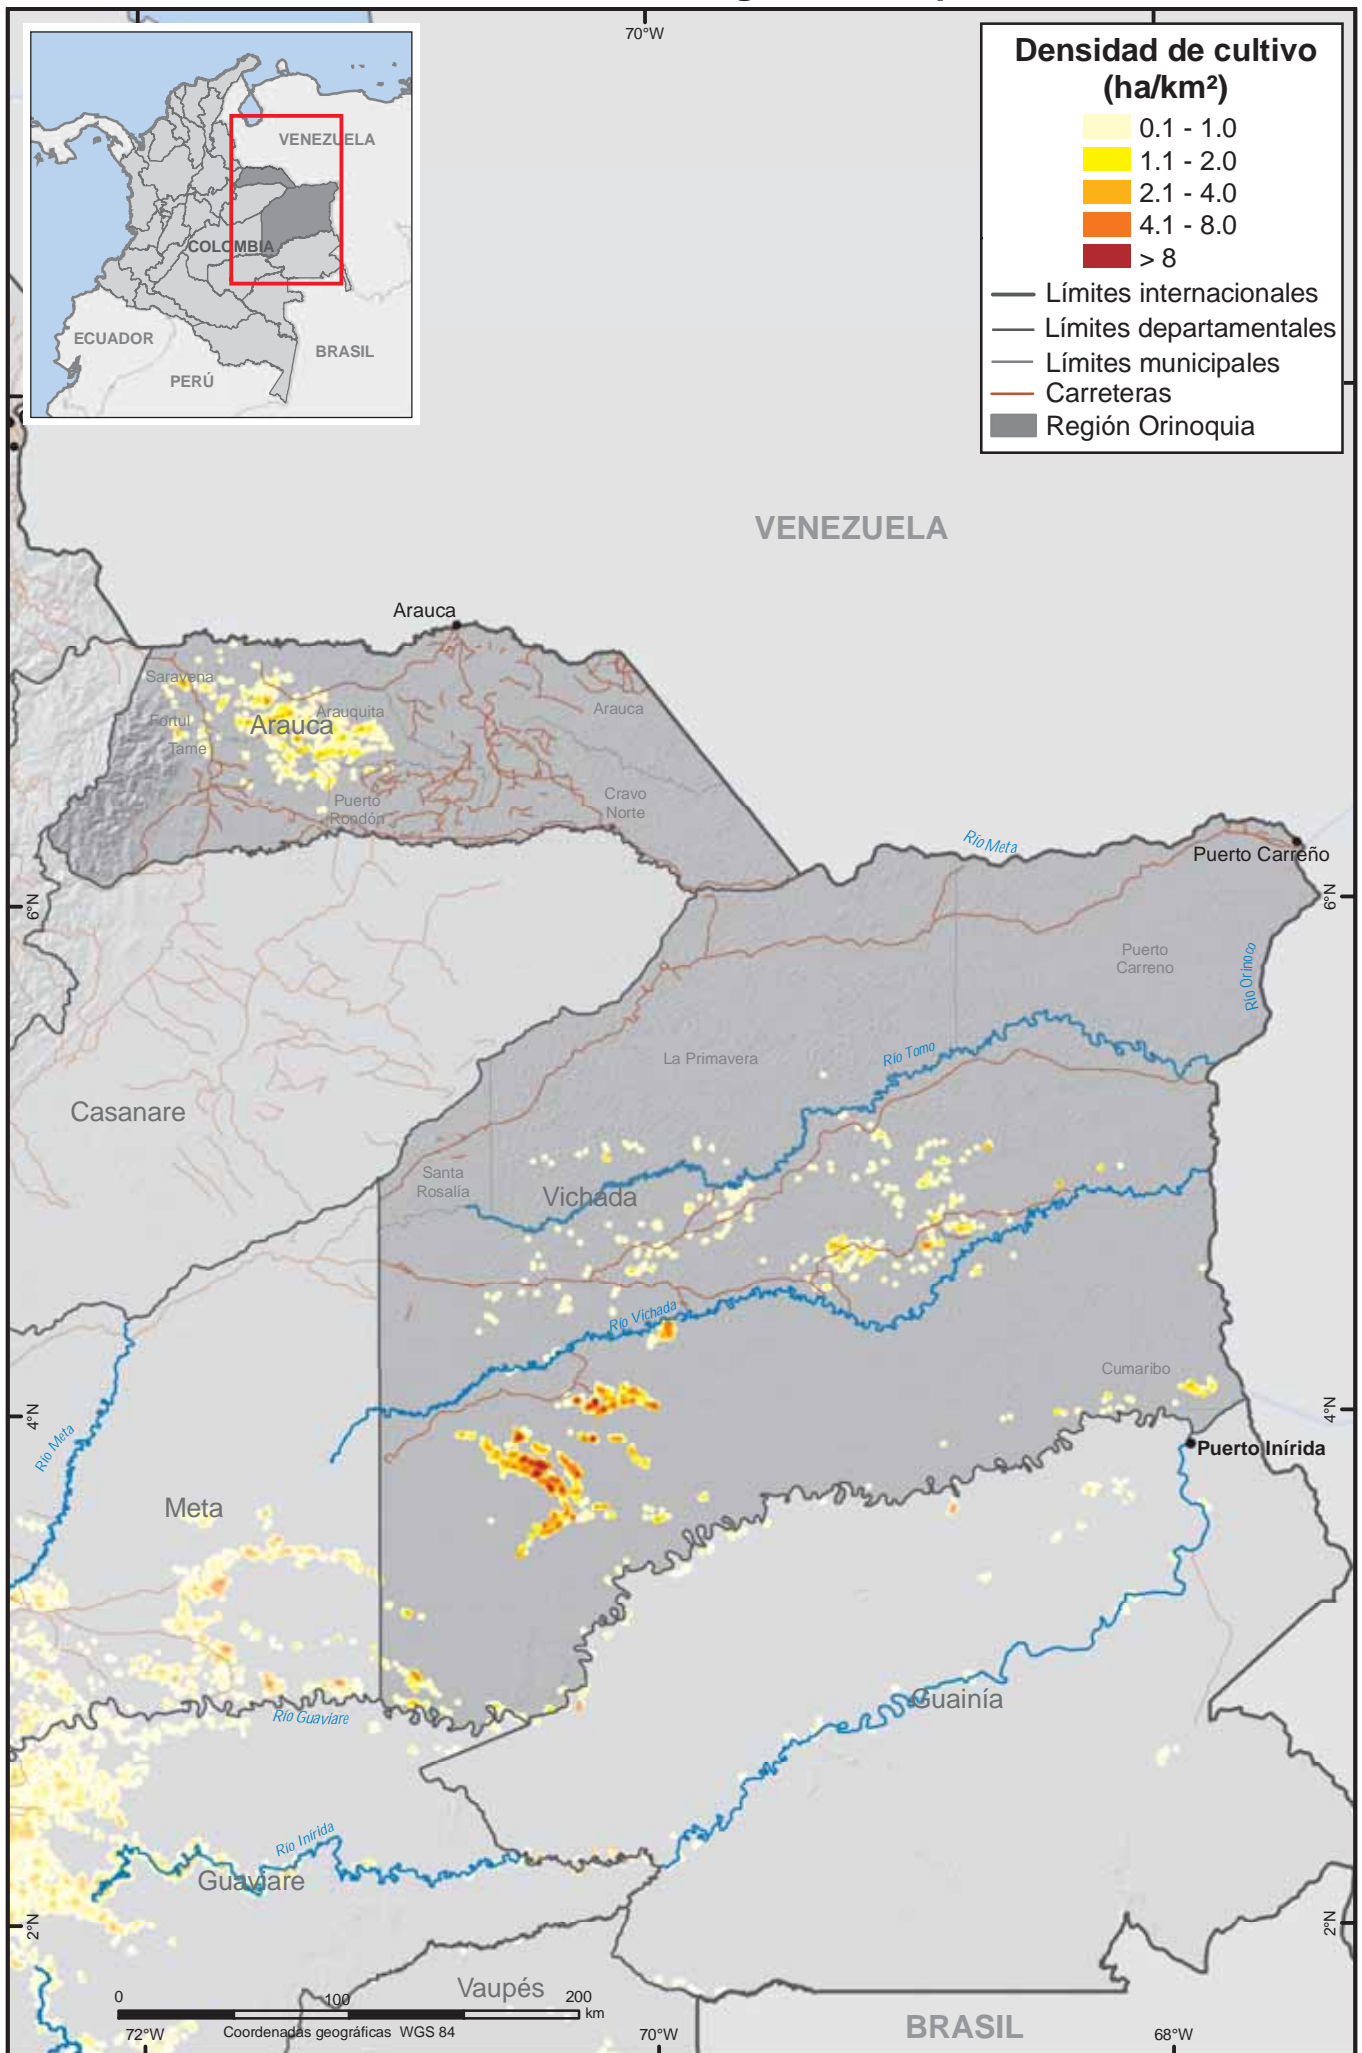 70°W
VENEZUELA
COLOMBIA
ECUADOR
BRASIL
PERÚ
Densidad de cultivo
(ha/km²)
0.1 - 1.0
1.1 - 2.0
2.1 - 4.0
4.1 - 8.0
> 8
Límites internacionales
Límites departamentales
Límites municipales
Carreteras
Región Orinoquia
VENEZUELA
Arauca
Saravena
Arauquita
Arauca
Fortul
Arauca
Tame
Cravo
Norte
Puerto
Rondón
Río Meta
Puerto Carreño
6°N
6°N
Puerto
Carreno
Río Orinoco
La Primavera
Río Tomo
Casanare
Santa
Rosalía
Vichada
Río Vichada
Cumaribo
4°N
4°N
Río Meta
Puerto Inírida
Meta
Guainía
Río Guaviare
Río Inírida
Guaviare
2°N
2°N
Vaupés
0 100 200
km
Coordenadas geográficas WGS 84
BRASIL
72°W
70°W
68°W